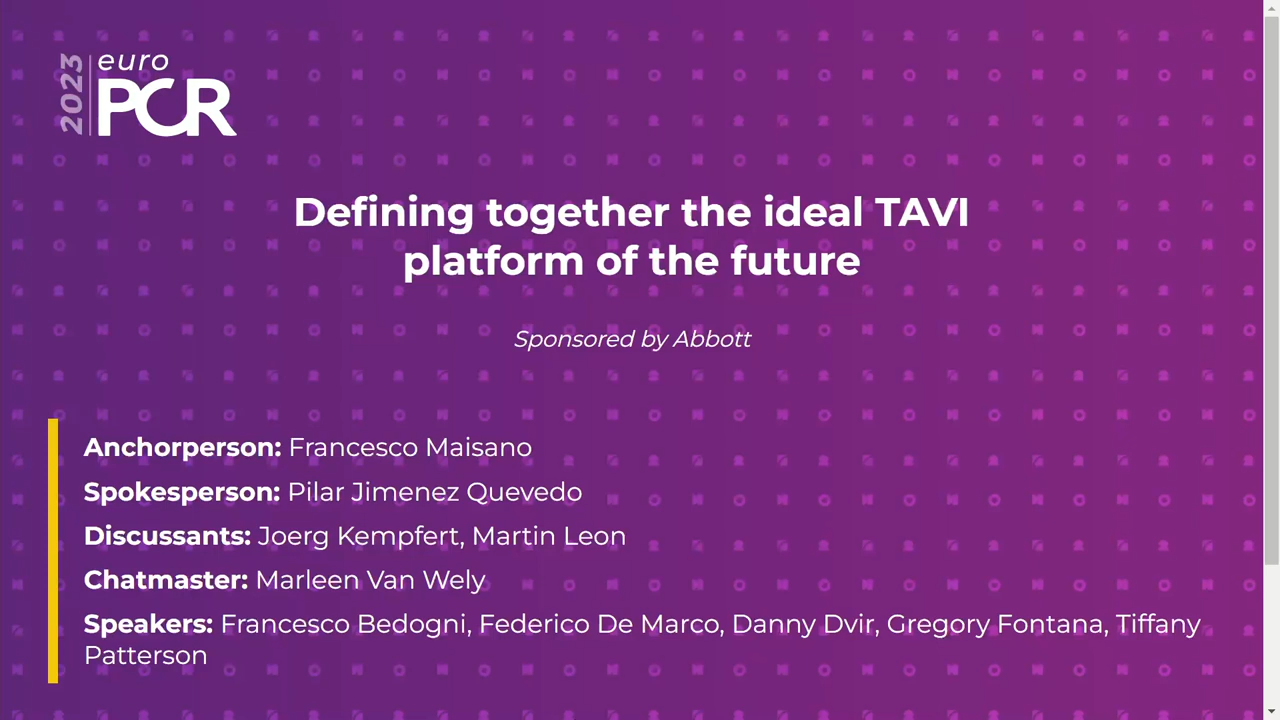 2023
euro
PCR
Defining together the ideal TAVI
platform of the future
Sponsored by Abbott
Anchorperson: Francesco Maisano
Spokesperson: Pilar Jimenez Quevedo
Discussants: Joerg Kempfert, Martin Leon
Chatmaster: Marleen Van Wely
Speakers: Francesco Bedogni, Federico De Marco, Danny Dvir, Gregory Fontana, Tiffany
Patterson